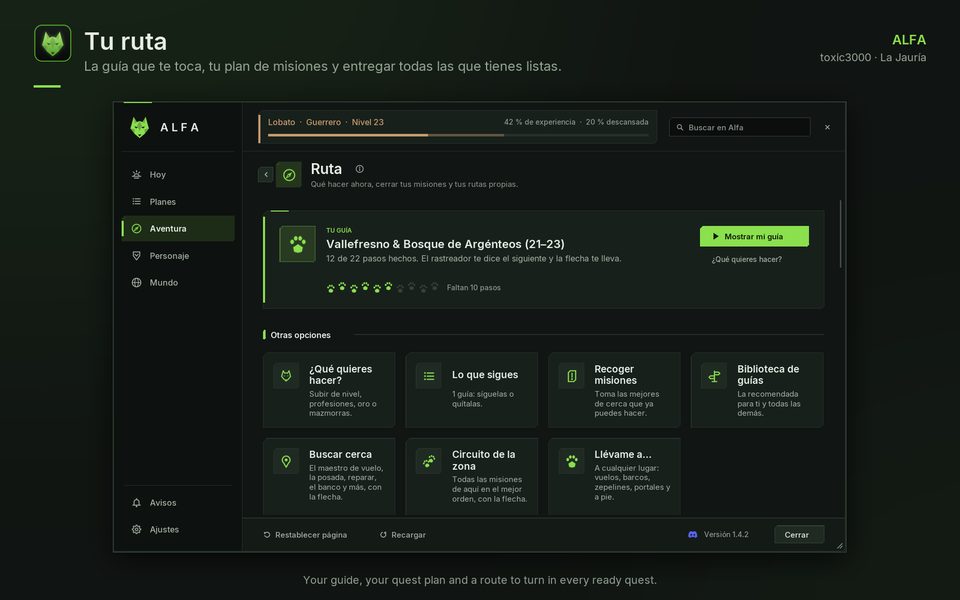 Tu ruta
La guía que te toca, tu plan de misiones y entregar todas las que tienes listas.
ALFA
toxic3000 · La Jauría
ALFA
Lobato · Guerrero · Nivel 23
42 % de experiencia · 20 % descansada
Buscar en Alfa
Hoy
Planes
Aventura
Personaje
Mundo
Avisos
Ajustes
Ruta
Qué hacer ahora, cerrar tus misiones y tus rutas propias.
TU GUÍA
Vallefresno & Bosque de Argénteos (21–23)
12 de 22 pasos hechos. El rastreador te dice el siguiente y la flecha te lleva.
Faltan 10 pasos
Mostrar mi guía
¿Qué quieres hacer?
Otras opciones
¿Qué quieres
hacer?
Subir de nivel,
profesiones, oro o
mazmorras.
Lo que sigues
1 guía: síguelas o
quítalas.
Recoger
misiones
Toma las mejores
de cerca que ya
puedes hacer.
Biblioteca de
guías
La recomendada
para ti y todas las
demás.
Buscar cerca
El maestro de vuelo,
la posada, reparar,
el banco y más, con
la flecha.
Circuito de la
zona
Todas las misiones
de aquí en el mejor
orden, con la flecha.
Llévame a...
A cualquier lugar:
vuelos, barcos,
zepelines, portales y
a pie.
Restablecer página
Recargar
Versión 1.4.2
Cerrar
Your guide, your quest plan and a route to turn in every ready quest.